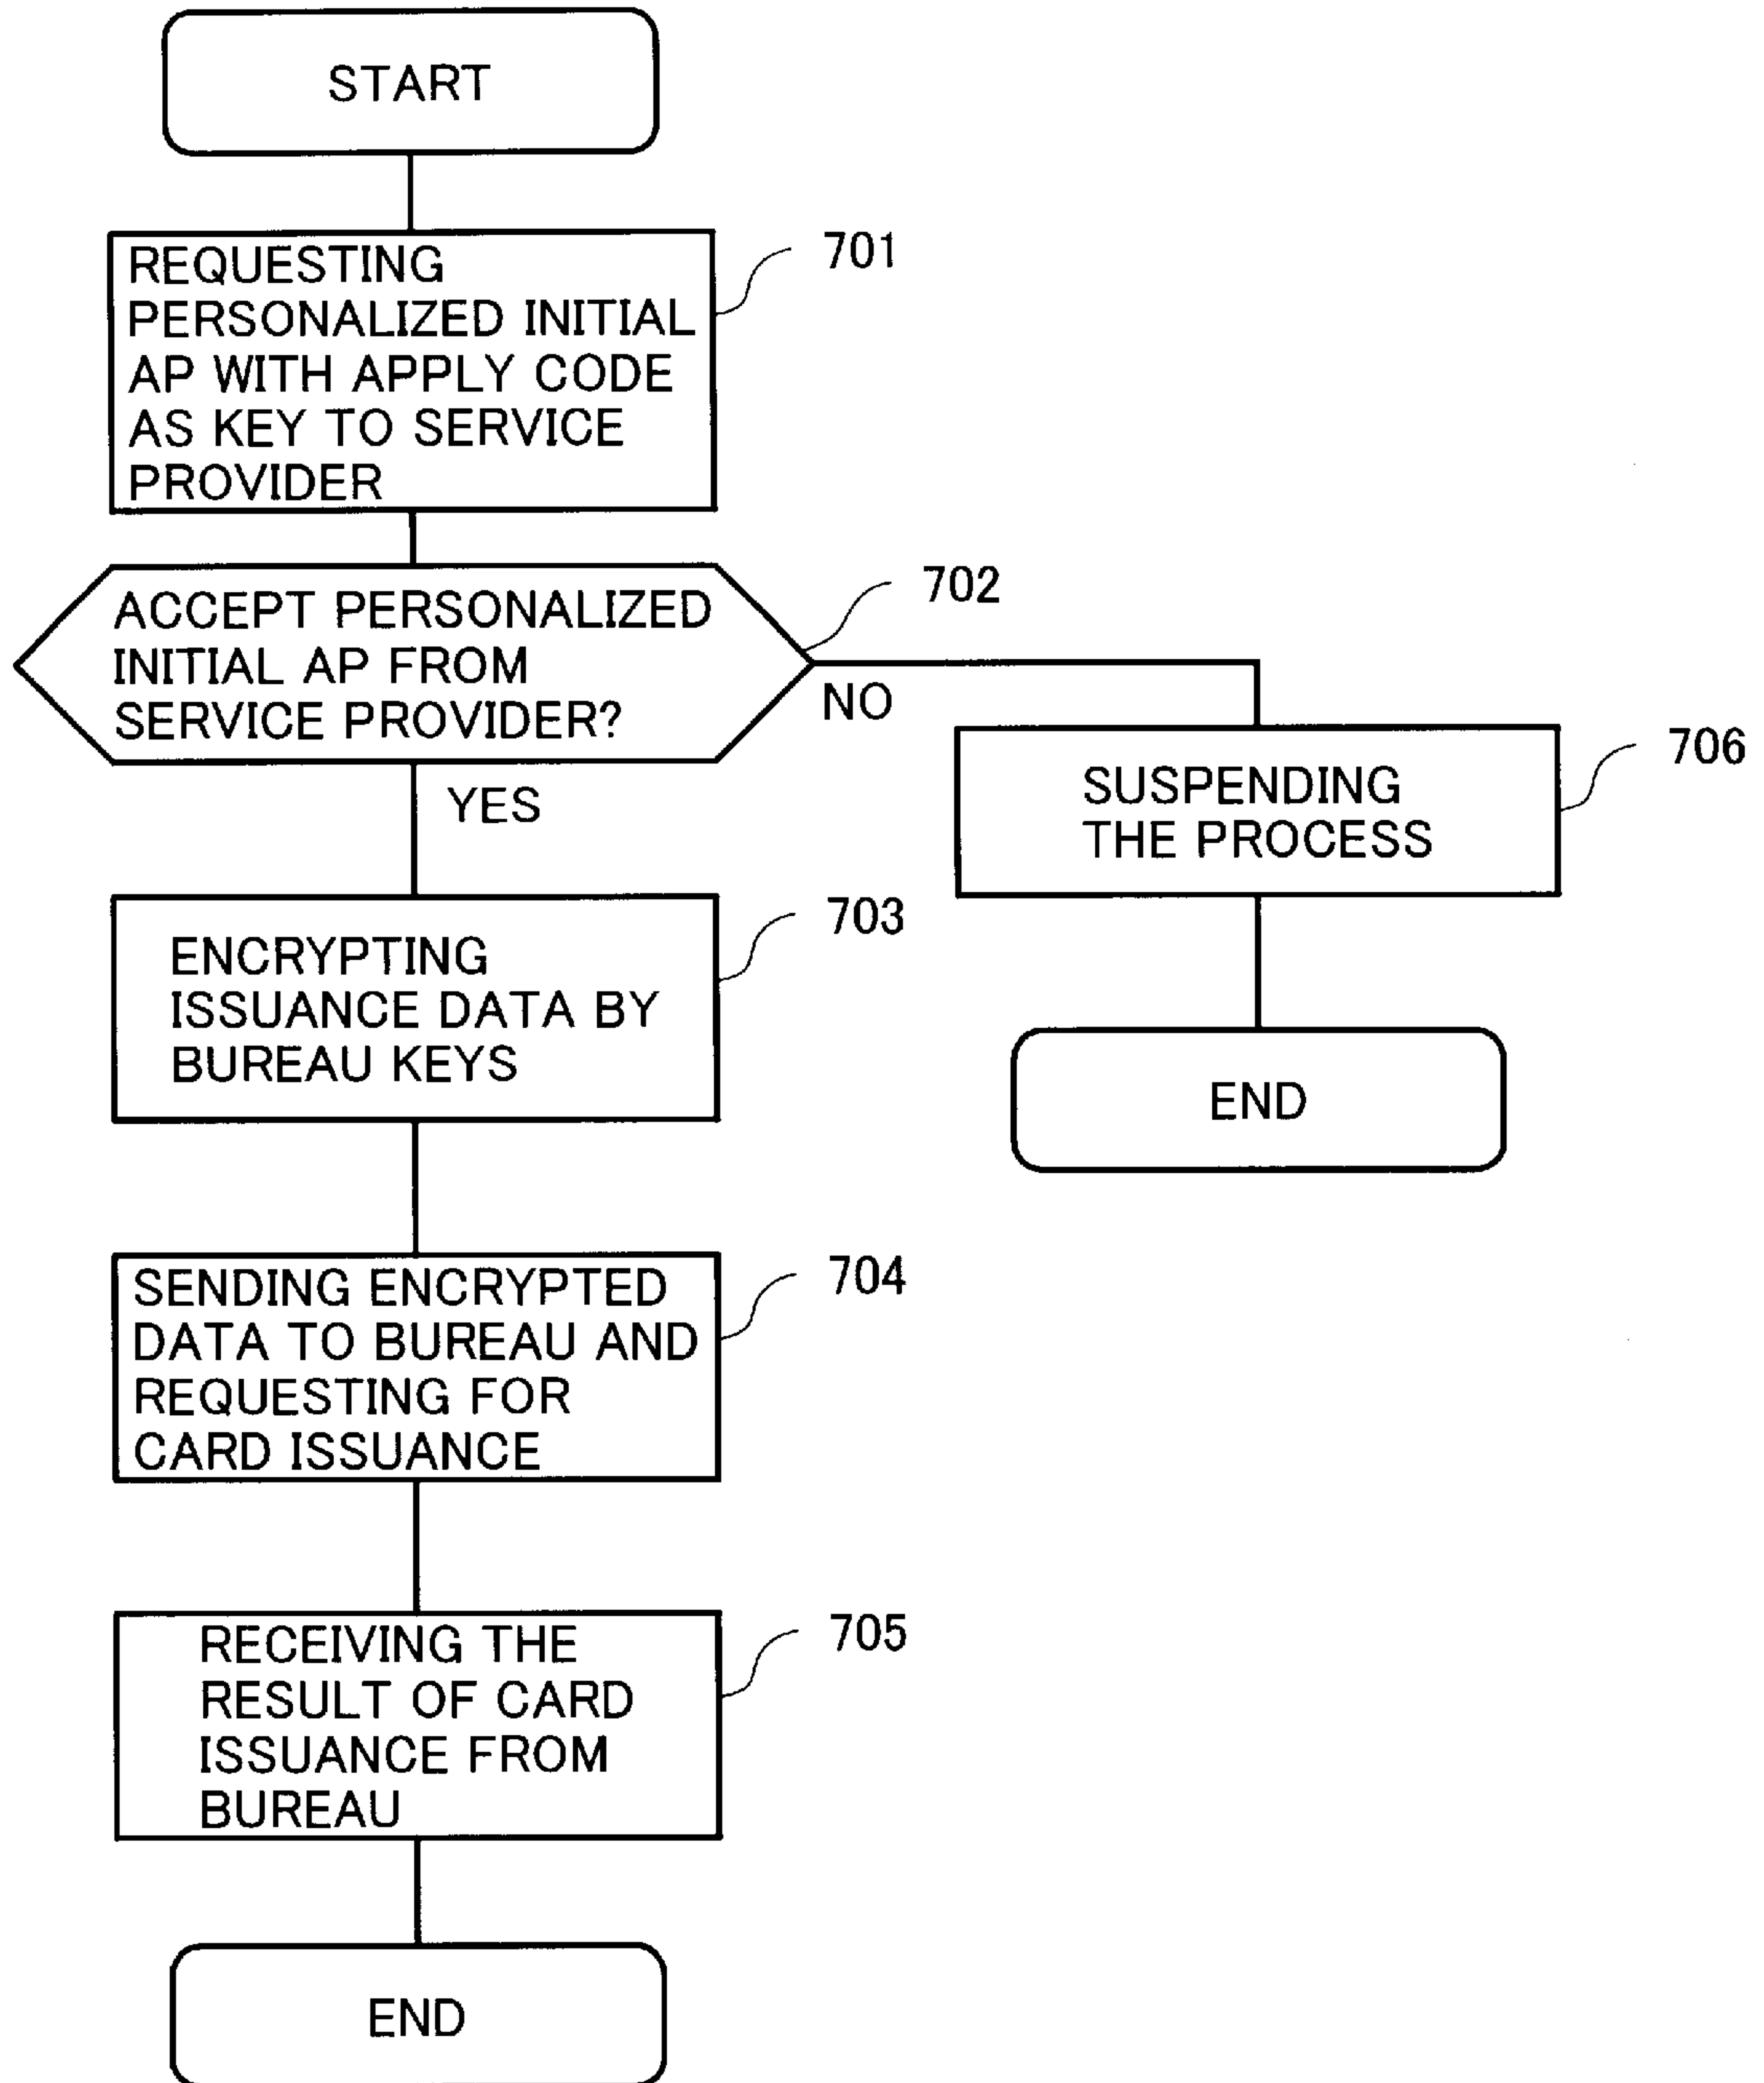 START
REQUESTING
PERSONALIZED INITIAL
AP WITH APPLY CODE
AS KEY TO SERVICE
PROVIDER
701
ACCEPT PERSONALIZED
INITIAL AP FROM
SERVICE PROVIDER?
702
NO
YES
SUSPENDING
THE PROCESS
706
END
ENCRYPTING
ISSUANCE DATA BY
BUREAU KEYS
703
SENDING ENCRYPTED
DATA TO BUREAU AND
REQUESTING FOR
CARD ISSUANCE
704
RECEIVING THE
RESULT OF CARD
ISSUANCE FROM
BUREAU
705
END